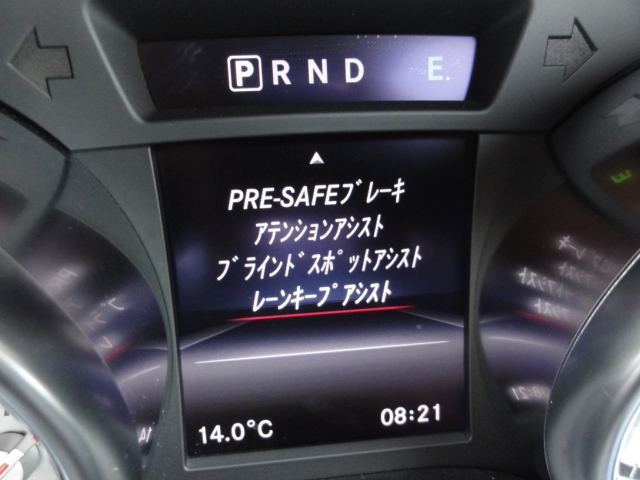 P R N D E.
PRE-SAFEﾌﾞﾚｰｷ
ｱﾃﾝｼｮﾝｱｼｽﾄ
ﾌﾞﾗｲﾝﾄﾞｽﾎﾟｯﾄｱｼｽﾄ
ﾚｰﾝｷｰﾌﾟｱｼｽﾄ
14.0°C 08:21